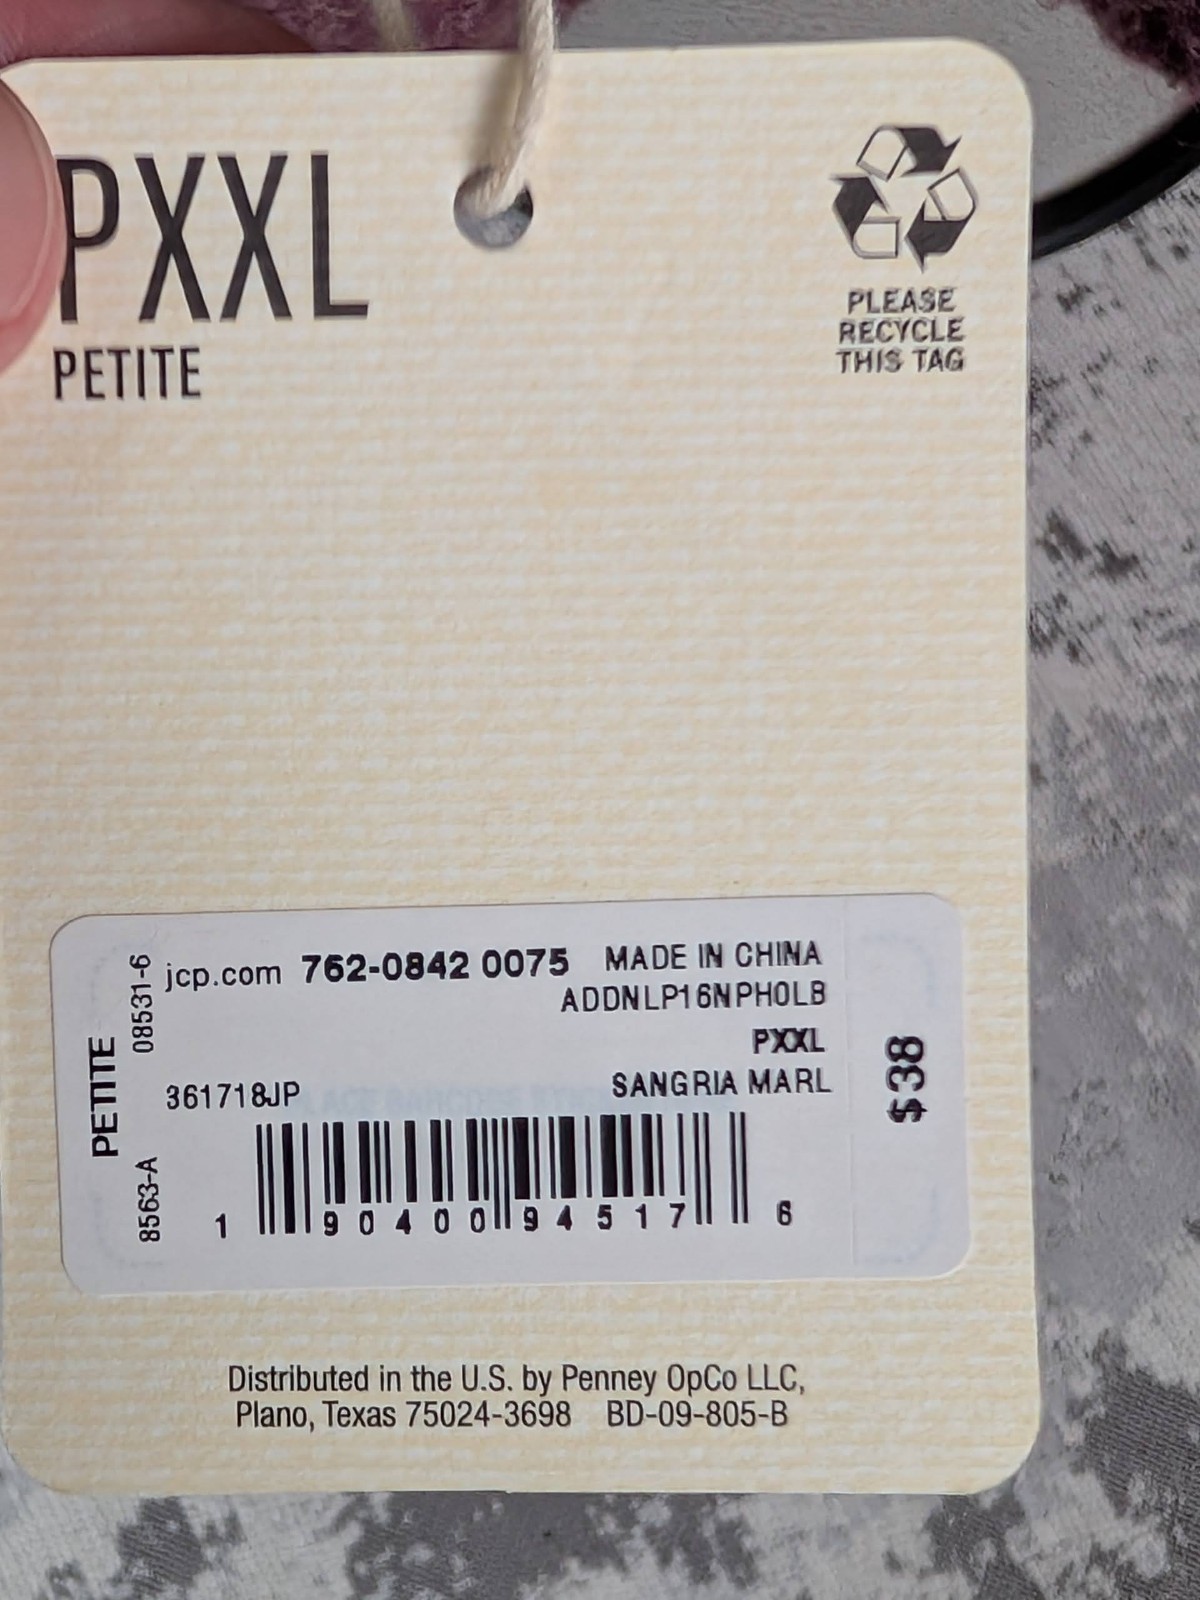 PXXL
PETITE
PLEASE
RECYCLE
THIS TAG
PETITE
8563-A 08531-6
jcp.com 762-0842 0075 MADE IN CHINA
ADDNLP16NPHOLB
PXXL
361718JP SANGRIA MARL
1 90400 94517 6
$38
Distributed in the U.S. by Penney OpCo LLC,
Plano, Texas 75024-3698 BD-09-805-B